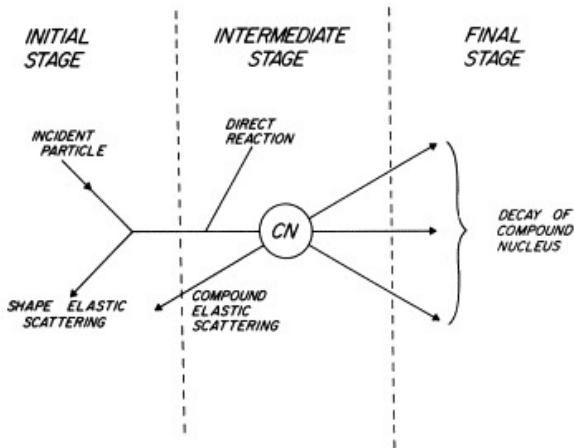 INITIAL
STAGE
INTERMEDIATE
STAGE
FINAL
STAGE
INCIDENT
PARTICLE
DIRECT
REACTION
CN
DECAY OF
COMPOUND
NUCLEUS
SHAPE ELASTIC
SCATTERING
COMPOUND
ELASTIC
SCATTERING